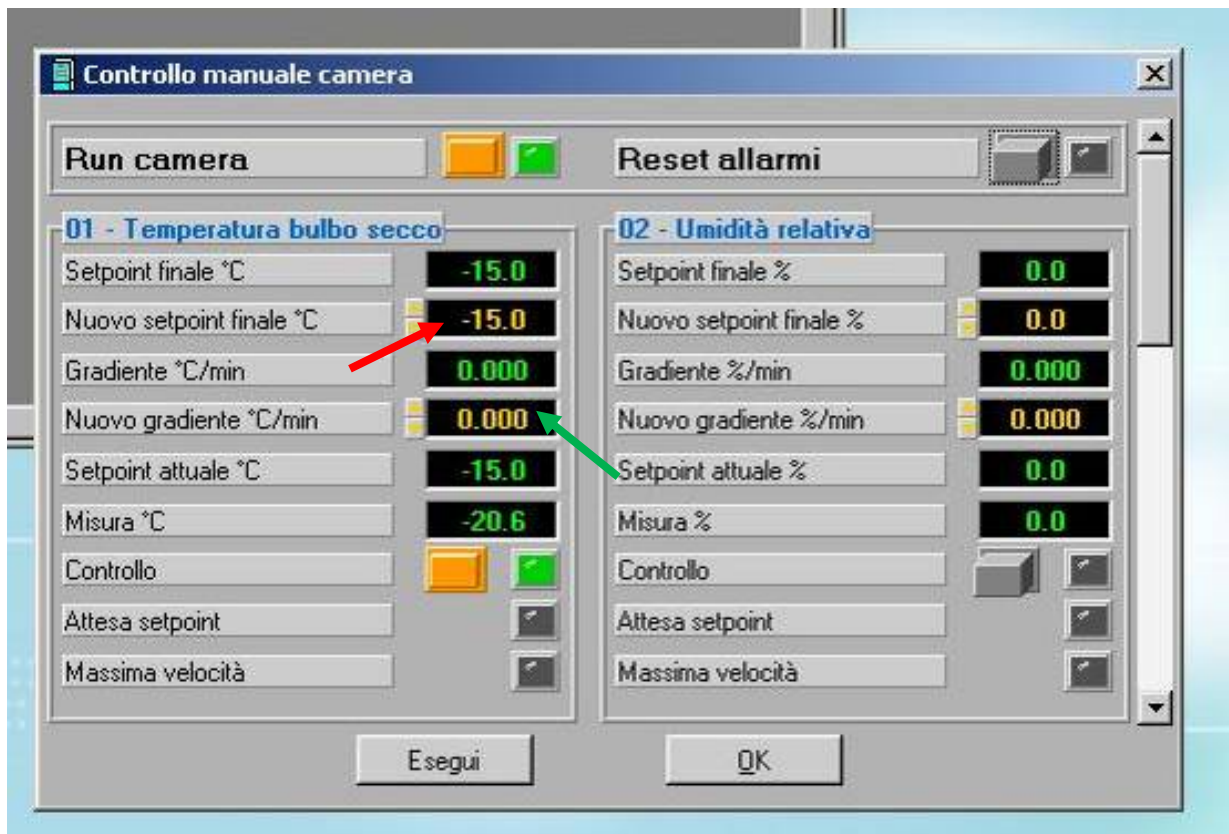 Controllo manuale camera
Run camera
Reset allarmi
01 - Temperatura bulbo secco
Setpoint finale °C -15.0
Nuovo setpoint finale °C -15.0
Gradiente °C/min 0.000
Nuovo gradiente °C/min 0.000
Setpoint attuale °C -15.0
Misura °C -20.6
Controllo
Attesa setpoint
Massima velocità
02 - Umidità relativa
Setpoint finale % 0.0
Nuovo setpoint finale % 0.0
Gradiente %/min 0.000
Nuovo gradiente %/min 0.000
Setpoint attuale % 0.0
Misura % 0.0
Controllo
Attesa setpoint
Massima velocità
Esegui
OK